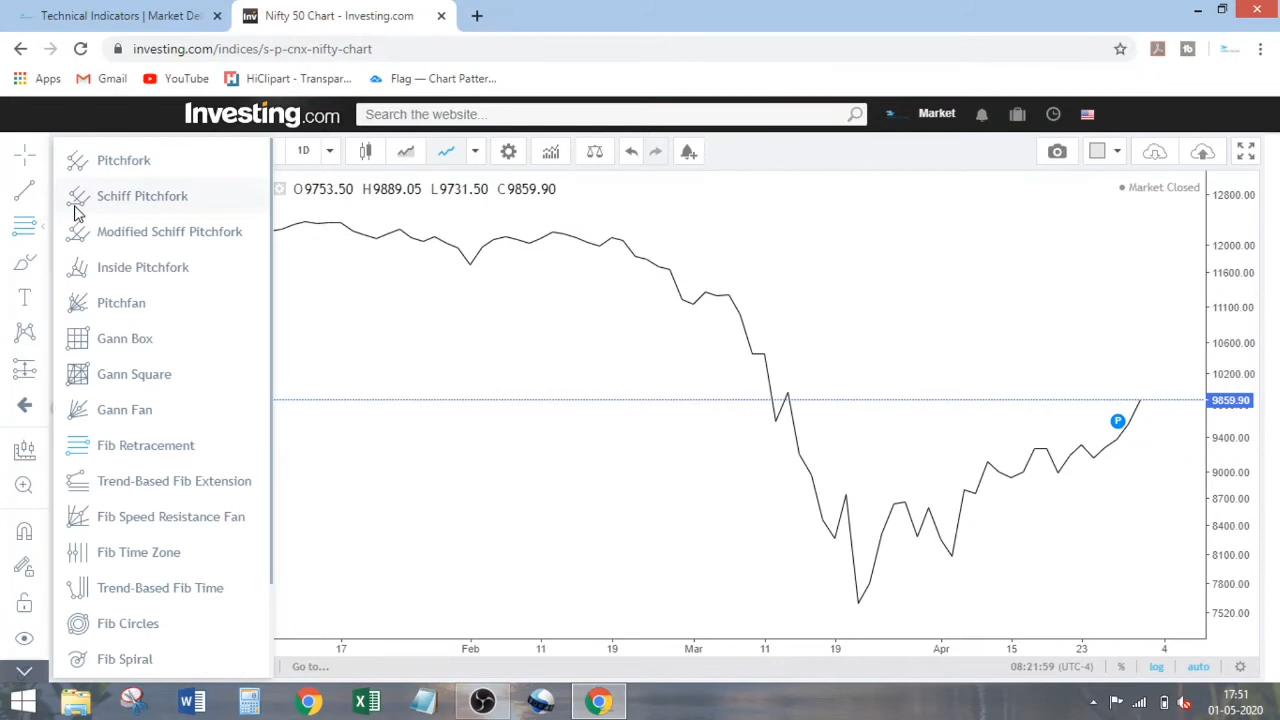 Technical Indicators | Market Del
Nifty 50 Chart - Investing.com
investing.com/indices/s-p-cnx-nifty-chart
Apps
Gmail
YouTube
HiClipart - Transpar...
Flag — Chart Patter...
Investing.com
Search the website...
Market
Pitchfork
1D
Schiff Pitchfork
O9753.50 H9889.05 L9731.50 C9859.90
Market Closed
Modified Schiff Pitchfork
Inside Pitchfork
Pitchfan
Gann Box
Gann Square
Gann Fan
Fib Retracement
Trend-Based Fib Extension
Fib Speed Resistance Fan
Fib Time Zone
Trend-Based Fib Time
Fib Circles
Fib Spiral
12800.00
12000.00
11600.00
11100.00
10600.00
10200.00
9859.90
P
9400.00
9000.00
8700.00
8400.00
8100.00
7800.00
7520.00
17 Feb 11 19 Mar 11 19 Apr 15 23 4
Go to...
08:21:59 (UTC-4) % log auto
17:51
01-05-2020